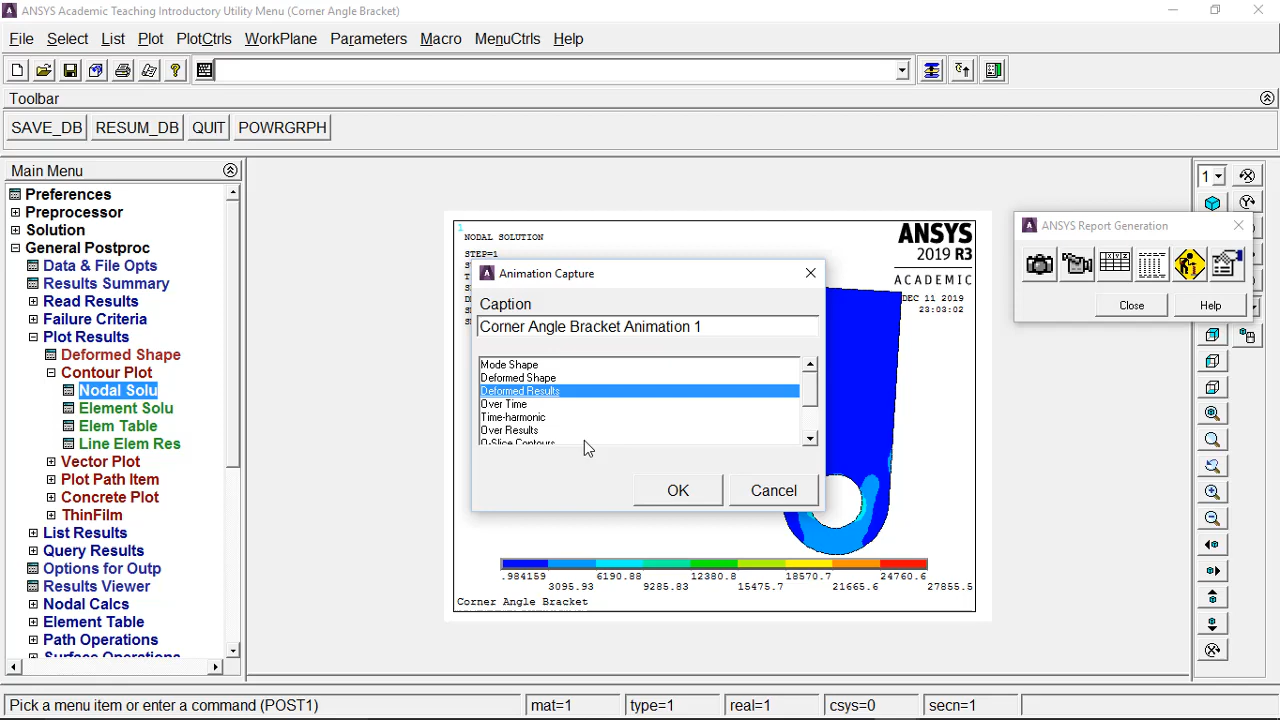 ANSYS Academic Teaching Introductory Utility Menu (Corner Angle Bracket)
File Select List Plot PlotCtrls WorkPlane Parameters Macro MenuCtrls Help
Toolbar
SAVE_DB RESUM_DB QUIT POWRGRPH
Main Menu
Preferences
Preprocessor
Solution
General Postproc
Data & File Opts
Results Summary
Read Results
Failure Criteria
Plot Results
Deformed Shape
Contour Plot
Nodal Solu
Element Solu
Elem Table
Line Elem Res
Vector Plot
Plot Path Item
Concrete Plot
ThinFilm
List Results
Query Results
Options for Outp
Results Viewer
Nodal Calcs
Element Table
Path Operations
Surface Operations
1
NODAL SOLUTION
STEP=1
ANSYS
2019 R3
ACADEMIC
DEC 11 2019
23:03:02
Animation Capture
Caption
Corner Angle Bracket Animation 1
Mode Shape
Deformed Shape
Deformed Results
Over Time
Time-harmonic
Over Results
Q-Slice Contours
OK Cancel
.984159 6190.88 12380.8 18570.7 24760.6
3095.93 9285.83 15475.7 21665.6 27855.5
Corner Angle Bracket
ANSYS Report Generation
Close Help
1
Pick a menu item or enter a command (POST1) mat=1 type=1 real=1 csys=0 secn=1